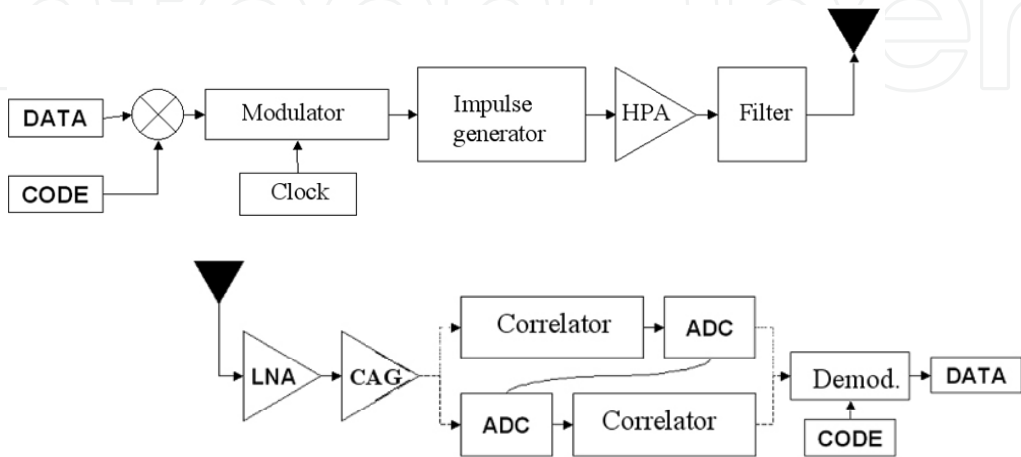 DATA
Modulator
Impulse
generator
HPA
Filter
CODE
Clock
LNA
CAG
Correlator
ADC
ADC
Correlator
Demod.
DATA
CODE